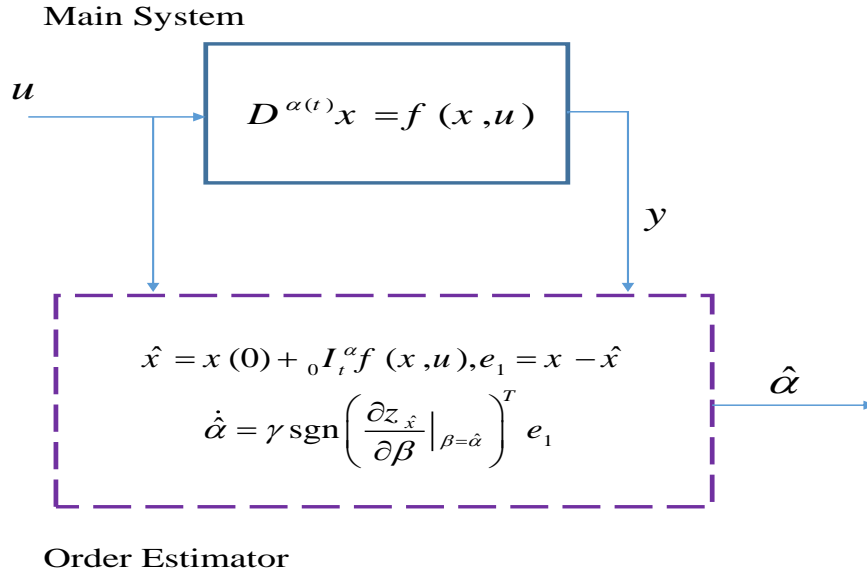 Main System
u
D^{α(t)}x = f (x ,u)
y
x̂ = x (0) + ₀I_t^α f (x ,u), e₁ = x − x̂
α̂̇ = γ sgn(∂z_x̂/∂β |_{β=α̂})^T e₁
α̂
Order Estimator